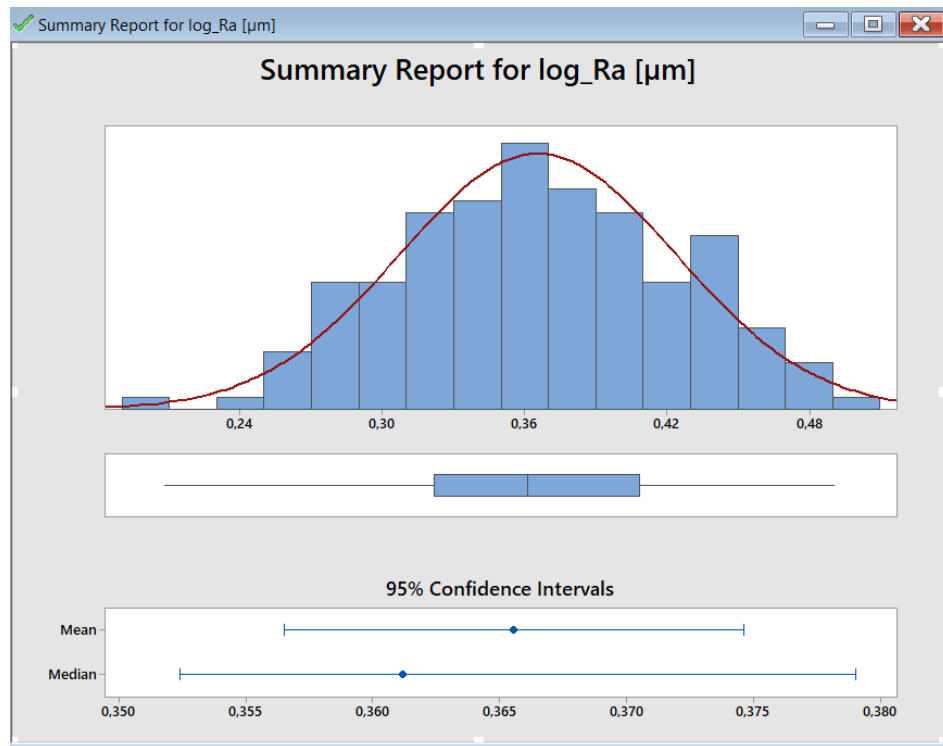 Summary Report for log_Ra [µm]
Summary Report for log_Ra [µm]
0,24 0,30 0,36 0,42 0,48
95% Confidence Intervals
Mean
Median
0,350 0,355 0,360 0,365 0,370 0,375 0,380